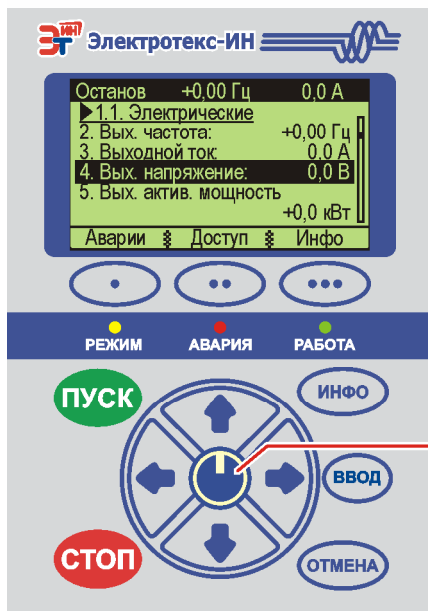 ЭТ ИН Электротекс-ИН
Останов +0,00 Гц 0,0 А
1.1. Электрические
2. Вых. частота: +0,00 Гц
3. Выходной ток: 0,0 А
4. Вых. напряжение: 0,0 В
5. Вых. актив. мощность
+0,0 кВт
Аварии Доступ Инфо
РЕЖИМ АВАРИЯ РАБОТА
ПУСК ИНФО
ВВОД
СТОП ОТМЕНА